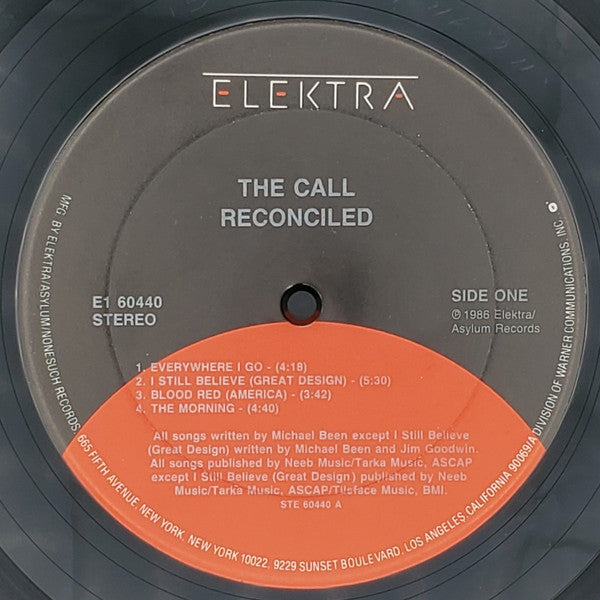 ELEKTRA
THE CALL
RECONCILED
E1 60440
STEREO
SIDE ONE
℗ 1986 Elektra/
Asylum Records
1. EVERYWHERE I GO - (4:18)
2. I STILL BELIEVE (GREAT DESIGN) - (5:30)
3. BLOOD RED (AMERICA) - (3:42)
4. THE MORNING - (4:40)
All songs written by Michael Been except I Still Believe
(Great Design) written by Michael Been and Jim Goodwin.
All songs published by Neeb Music/Tarka Music, ASCAP
except I Still Believe (Great Design) published by Neeb
Music/Tarka Music, ASCAP/Tileface Music, BMI.
STE 60440 A
MFG. BY ELEKTRA/ASYLUM/NONESUCH RECORDS, 665 FIFTH AVENUE, NEW YORK, NEW YORK 10022, 9229 SUNSET BOULEVARD, LOS ANGELES, CALIFORNIA 90069/A DIVISION OF WARNER COMMUNICATIONS, INC.